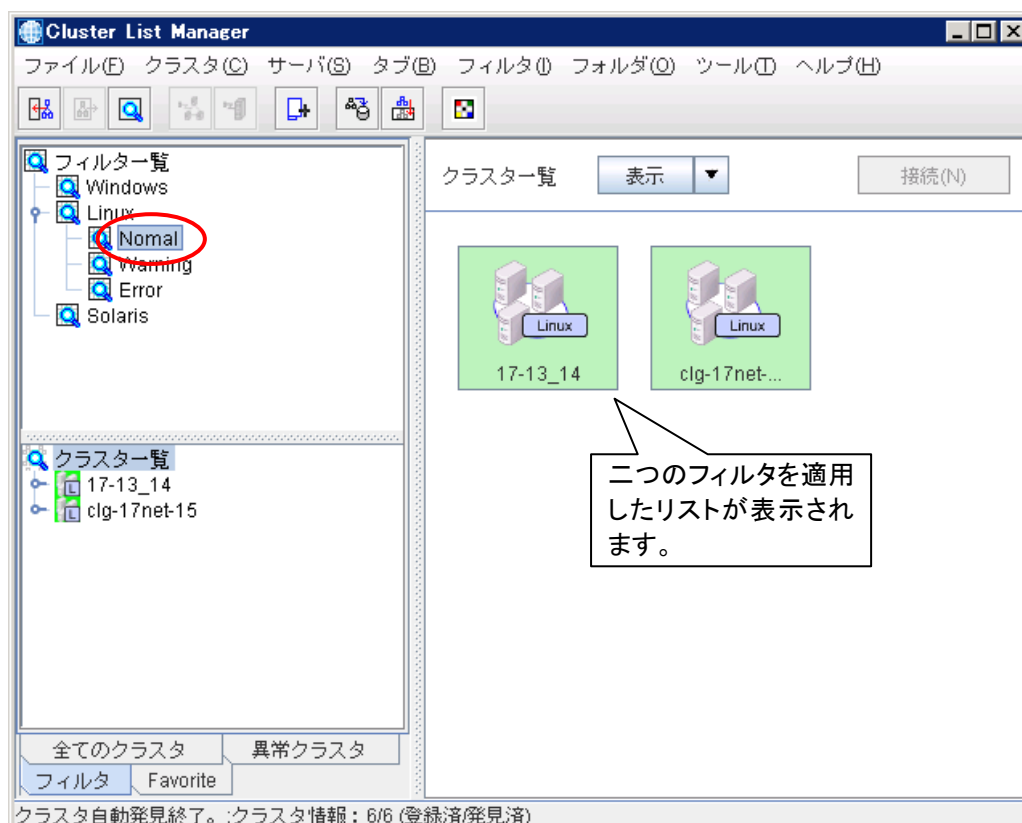 Cluster List Manager
ファイル(F) クラスタ(C) サーバ(S) タブ(B) フィルタ(I) フォルダ(O) ツール(T) ヘルプ(H)
フィルタ一覧
Windows
Linux
Nomal
Warning
Error
Solaris
クラスタ一覧
17-13_14
clg-17net-15
全てのクラスタ 異常クラスタ
フィルタ Favorite
クラスタ一覧 表示 接続(N)
Linux Linux
17-13_14 clg-17net-...
二つのフィルタを適用
したリストが表示され
ます。
クラスタ自動発見終了。:クラスタ情報：6/6 (登録済/発見済)